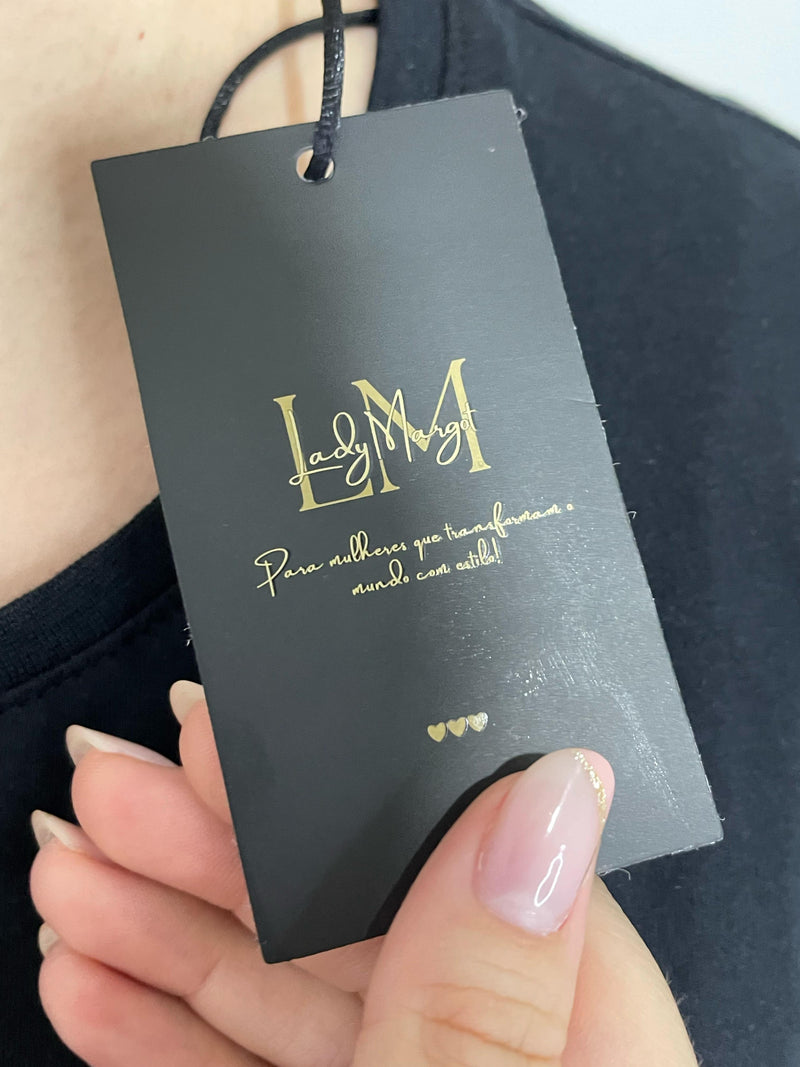 LM
Lady Margot
Para mulheres que transformam o
mundo com estilo!